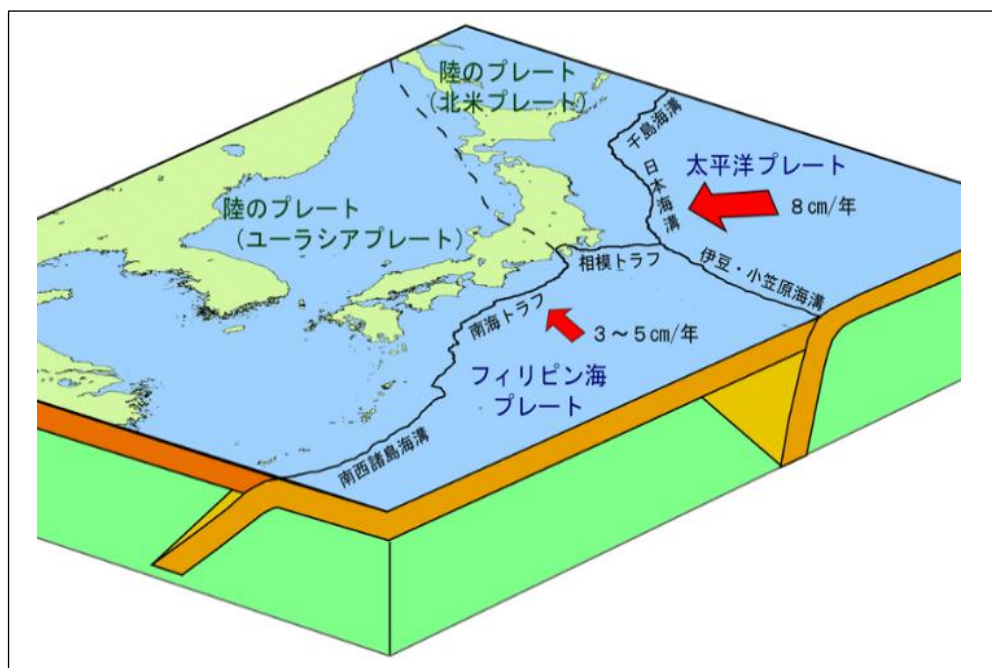 陸のプレート
（北米プレート）
千島海溝
太平洋プレート
日本海溝
8㎝/年
陸のプレート
（ユーラシアプレート）
相模トラフ
伊豆・小笠原海溝
南海トラフ
３～５㎝/年
フィリピン海
プレート
南西諸島海溝